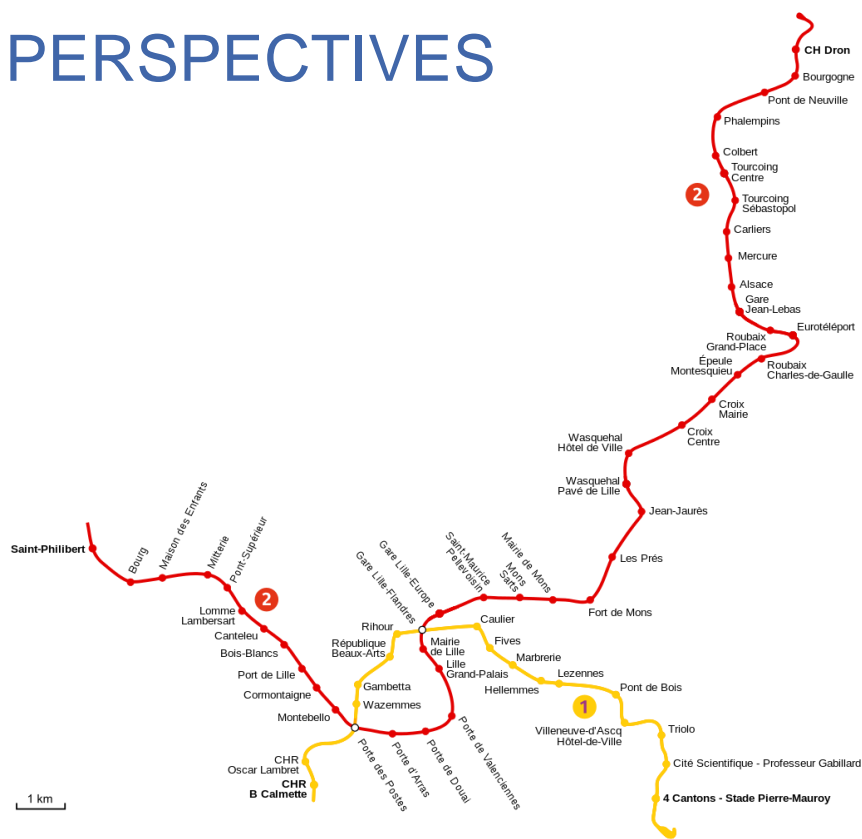 PERSPECTIVES
CH Dron
Bourgogne
Pont de Neuville
Phalempins
Colbert
Tourcoing
Centre
2
Tourcoing
Sébastopol
Carliers
Mercure
Alsace
Gare
Jean-Lebas
Eurotéléport
Roubaix
Grand-Place
Épeule
Montesquieu
Roubaix
Charles-de-Gaulle
Croix
Mairie
Croix
Centre
Wasquehal
Hôtel de Ville
Wasquehal
Pavé de Lille
Jean-Jaurès
Les Prés
Fort de Mons
Mairie de Mons
Mons
Sarts
Saint-Maurice
Pellevoisin
Gare Lille-Europe
Gare Lille-Flandres
Saint-Philibert
Bourg
Maison des Enfants
Mitterie
Pont-Supérieur
2
Lomme
Lambersart
Canteleu
Bois-Blancs
Port de Lille
Cormontaigne
Montebello
Rihour
République
Beaux-Arts
Gambetta
Wazemmes
Mairie
de Lille
Lille
Grand-Palais
Caulier
Fives
Marbrerie
Hellemmes
Lezennes
Pont de Bois
1
Villeneuve-d'Ascq
Hôtel-de-Ville
Triolo
Cité Scientifique - Professeur Gabillard
4 Cantons - Stade Pierre-Mauroy
Porte des Postes
Porte d'Arras
Porte de Douai
Porte de Valenciennes
CHR
Oscar Lambret
CHR
B Calmette
1 km